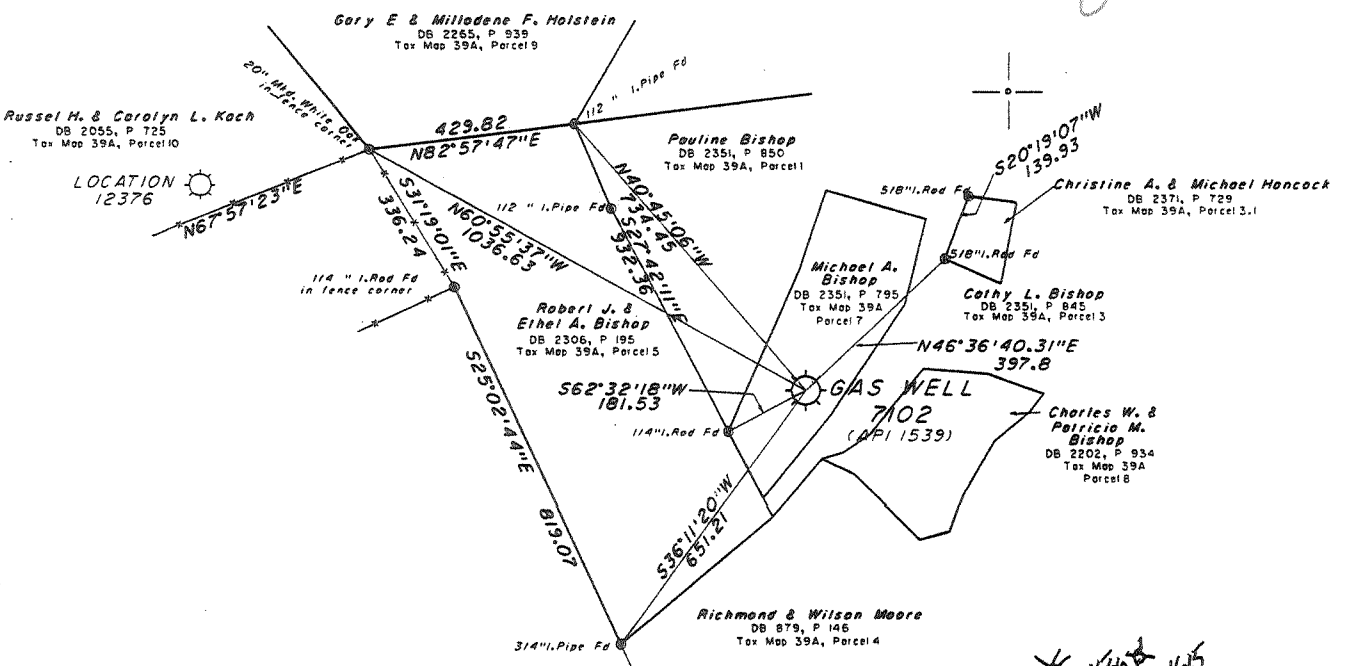 Gary E & Milladene F. Holstein
DB 2265, P 939
Tax Map 39A, Parcel 9
20" Mkd. White Oak
in fence corner
1/2 " I.Pipe Fd
Russel H. & Carolyn L. Koch
DB 2055, P 725
Tax Map 39A, Parcel 10
LOCATION
12376
N67°57'23"E
429.82
N82°57'47"E
Pauline Bishop
DB 2351, P 850
Tax Map 39A, Parcel 1
S20°19'07"W
139.93
5/8"I.Rod Fd
Christine A. & Michael Hancock
DB 2371, P 729
Tax Map 39A, Parcel 3.1
S31°19'01"E
336.24
N60°55'37"W
1036.63
1/2 " I.Pipe Fd
N40°45'06"W
734.45
S27°42'11"E
932.36
5/8"I.Rod Fd
1/4 " I.Rod Fd
in fence corner
Michael A.
Bishop
DB 2351, P 795
Tax Map 39A
Parcel 7
Cathy L. Bishop
DB 2351, P 845
Tax Map 39A, Parcel 3
Robert J. &
Ethel A. Bishop
DB 2306, P 195
Tax Map 39A, Parcel 5
N46°36'40.31"E
397.8
S62°32'18"W
181.53
GAS WELL
7102
(API 1539)
1/4"I.Rod Fd
Charles W. &
Patricia M.
Bishop
DB 2202, P 934
Tax Map 39A
Parcel 8
S25°02'44"E
819.07
S36°11'20"W
651.21
Richmond & Wilson Moore
DB 879, P 146
Tax Map 39A, Parcel 4
3/4"I.Pipe Fd